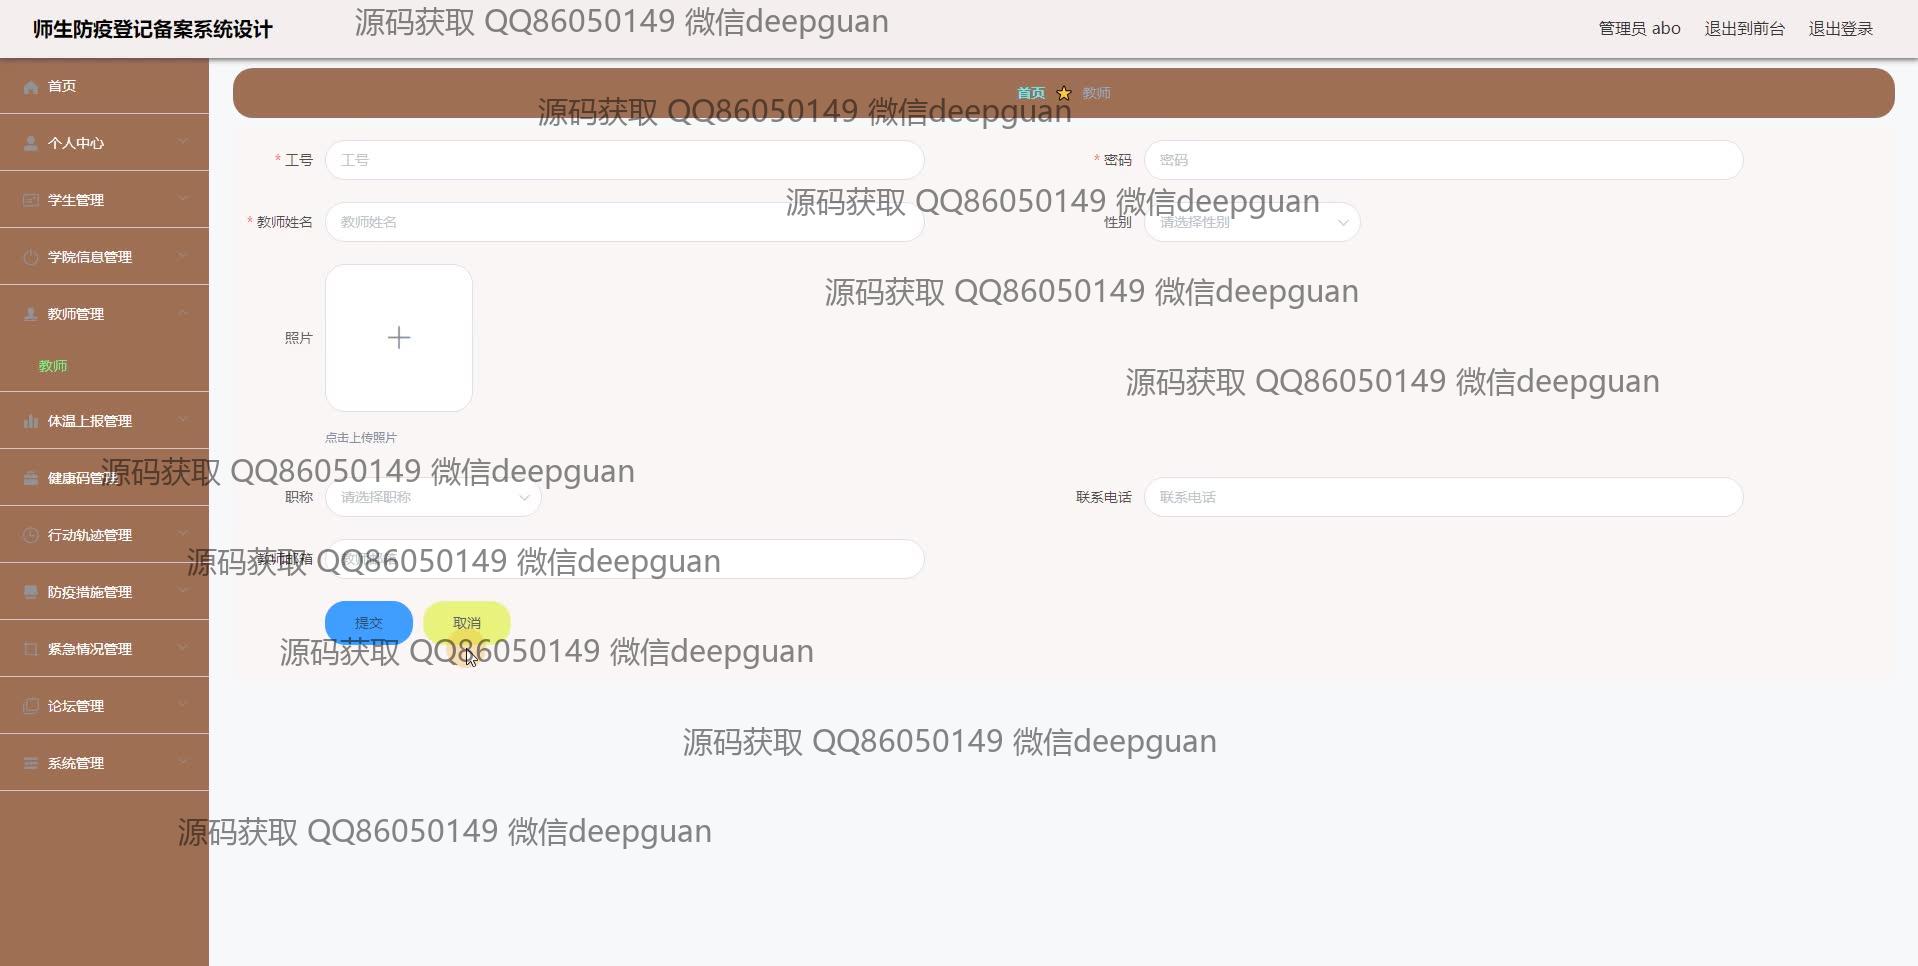 师生防疫登记备案系统设计
源码获取 QQ86050149 微信deepguan
管理员 abo 退出到前台 退出登录
首页
个人中心
学生管理
学院信息管理
教师管理
教师
体温上报管理
健康码管理
行动轨迹管理
防疫措施管理
紧急情况管理
论坛管理
系统管理
首页 教师
源码获取 QQ86050149 微信deepguan
* 工号 工号
* 密码 密码
源码获取 QQ86050149 微信deepguan
* 教师姓名 教师姓名
性别 请选择性别
源码获取 QQ86050149 微信deepguan
照片
源码获取 QQ86050149 微信deepguan
点击上传照片
源码获取 QQ86050149 微信deepguan
职称 请选择职称
联系电话 联系电话
教师邮箱 教师邮箱
源码获取 QQ86050149 微信deepguan
提交 取消
源码获取 QQ86050149 微信deepguan
源码获取 QQ86050149 微信deepguan
源码获取 QQ86050149 微信deepguan